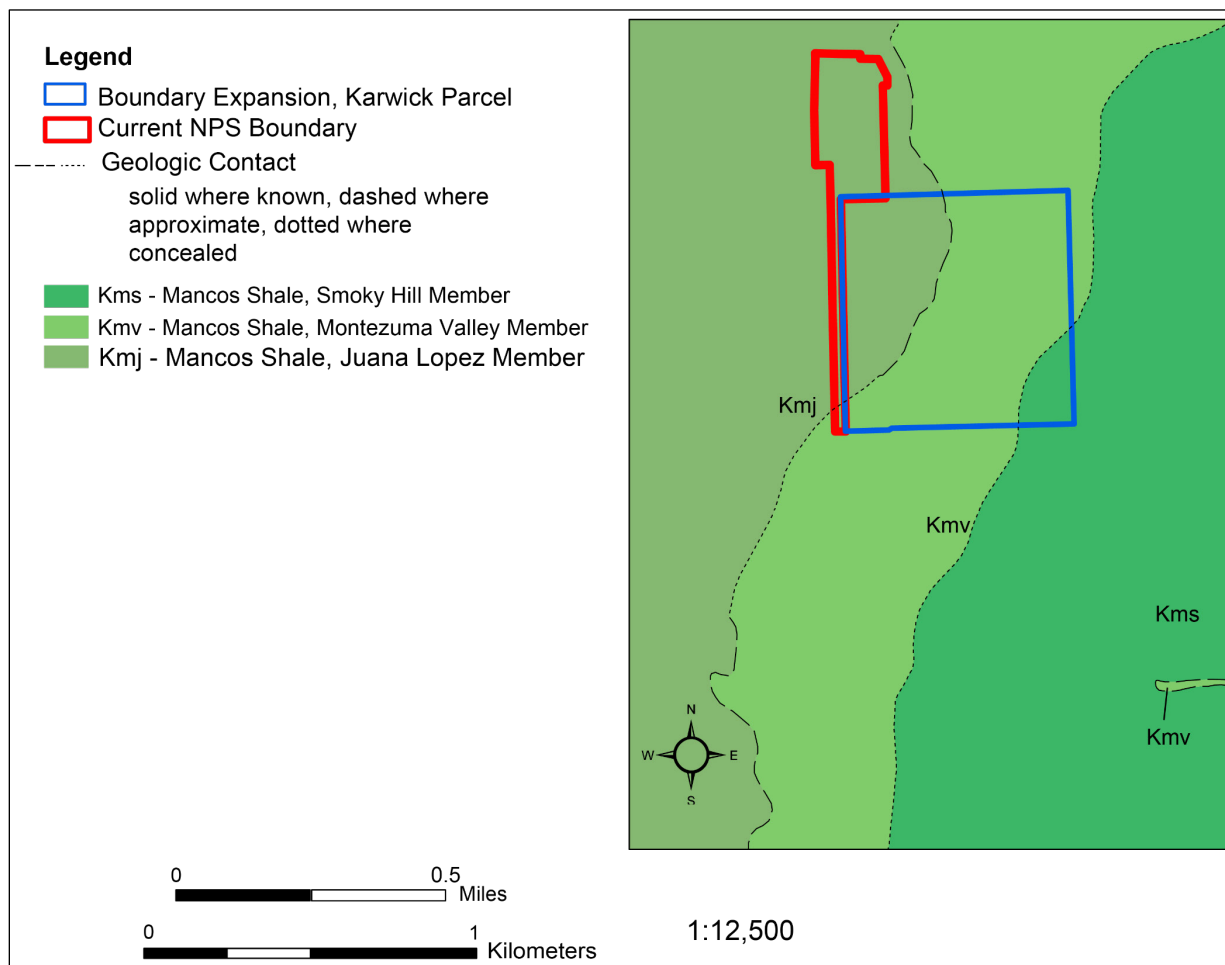 Legend
Boundary Expansion, Karwick Parcel
Current NPS Boundary
Geologic Contact
solid where known, dashed where
approximate, dotted where
concealed
Kms - Mancos Shale, Smoky Hill Member
Kmv - Mancos Shale, Montezuma Valley Member
Kmj - Mancos Shale, Juana Lopez Member
Kmj
Kmv
Kms
Kmv
N
W E
S
0 0.5
Miles
0 1
Kilometers
1:12,500